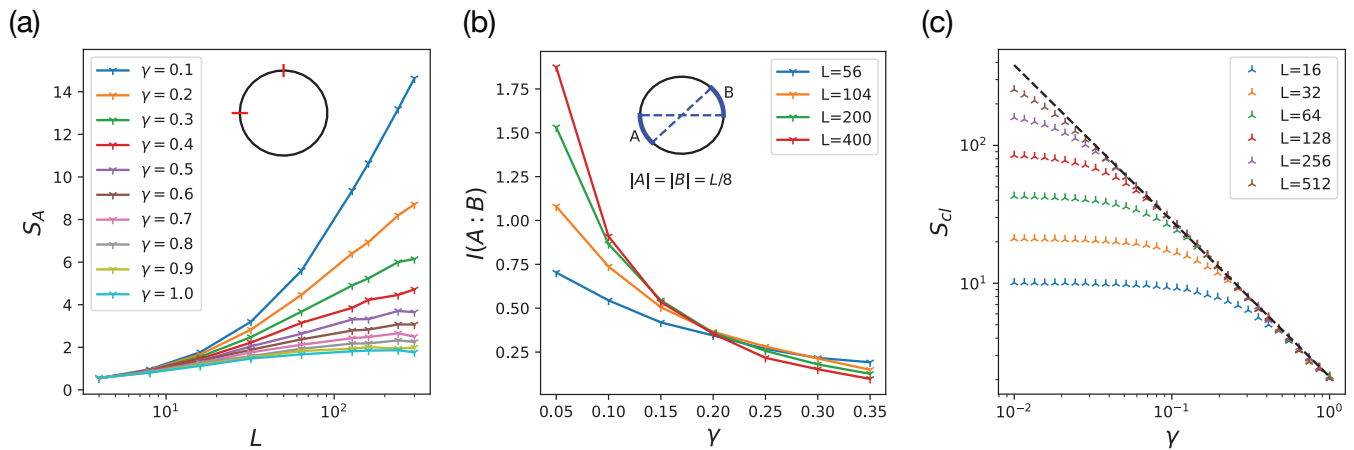 (a)
S_A
14
12
10
8
6
4
2
0
γ = 0.1
γ = 0.2
γ = 0.3
γ = 0.4
γ = 0.5
γ = 0.6
γ = 0.7
γ = 0.8
γ = 0.9
γ = 1.0
10^1
10^2
L
(b)
I(A : B)
1.75
1.50
1.25
1.00
0.75
0.50
0.25
B
A
|A| = |B| = L/8
L=56
L=104
L=200
L=400
0.05 0.10 0.15 0.20 0.25 0.30 0.35
γ
(c)
S_cl
10^2
10^1
L=16
L=32
L=64
L=128
L=256
L=512
10^−2
10^−1
10^0
γ